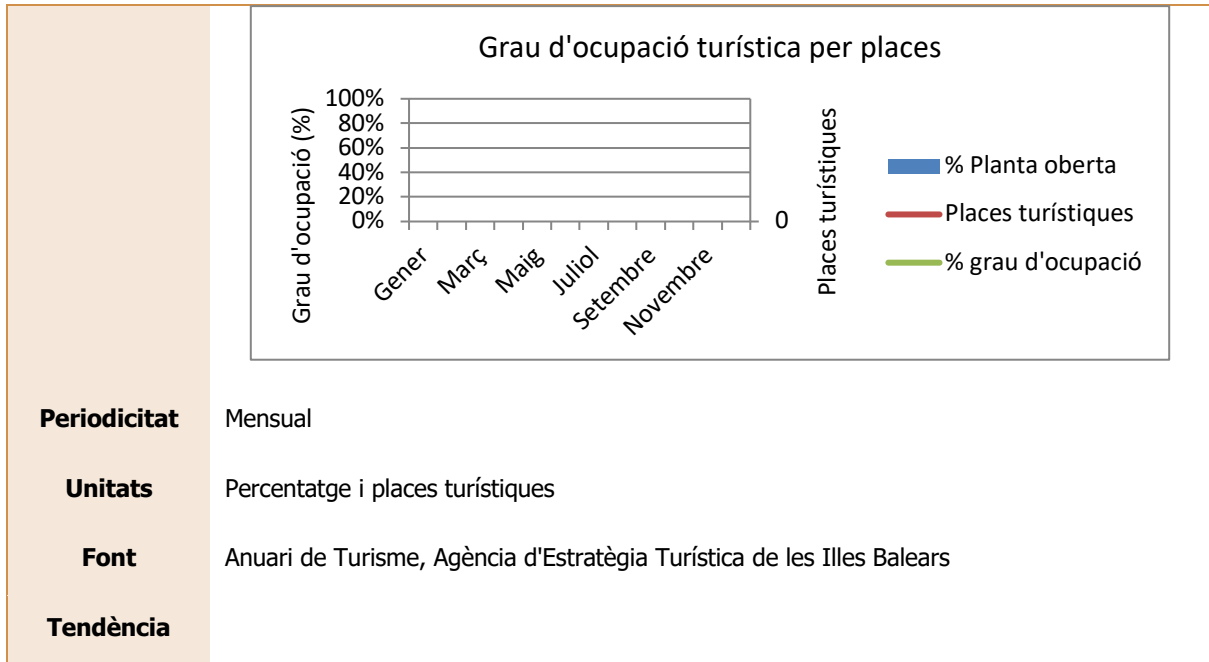 Grau d'ocupació turística per places
Grau d'ocupació (%)
100%
80%
60%
40%
20%
0%
Gener
Març
Maig
Juliol
Setembre
Novembre
0
Places turístiques
% Planta oberta
Places turístiques
% grau d'ocupació
Periodicitat Mensual
Unitats Percentatge i places turístiques
Font Anuari de Turisme, Agència d'Estratègia Turística de les Illes Balears
Tendència